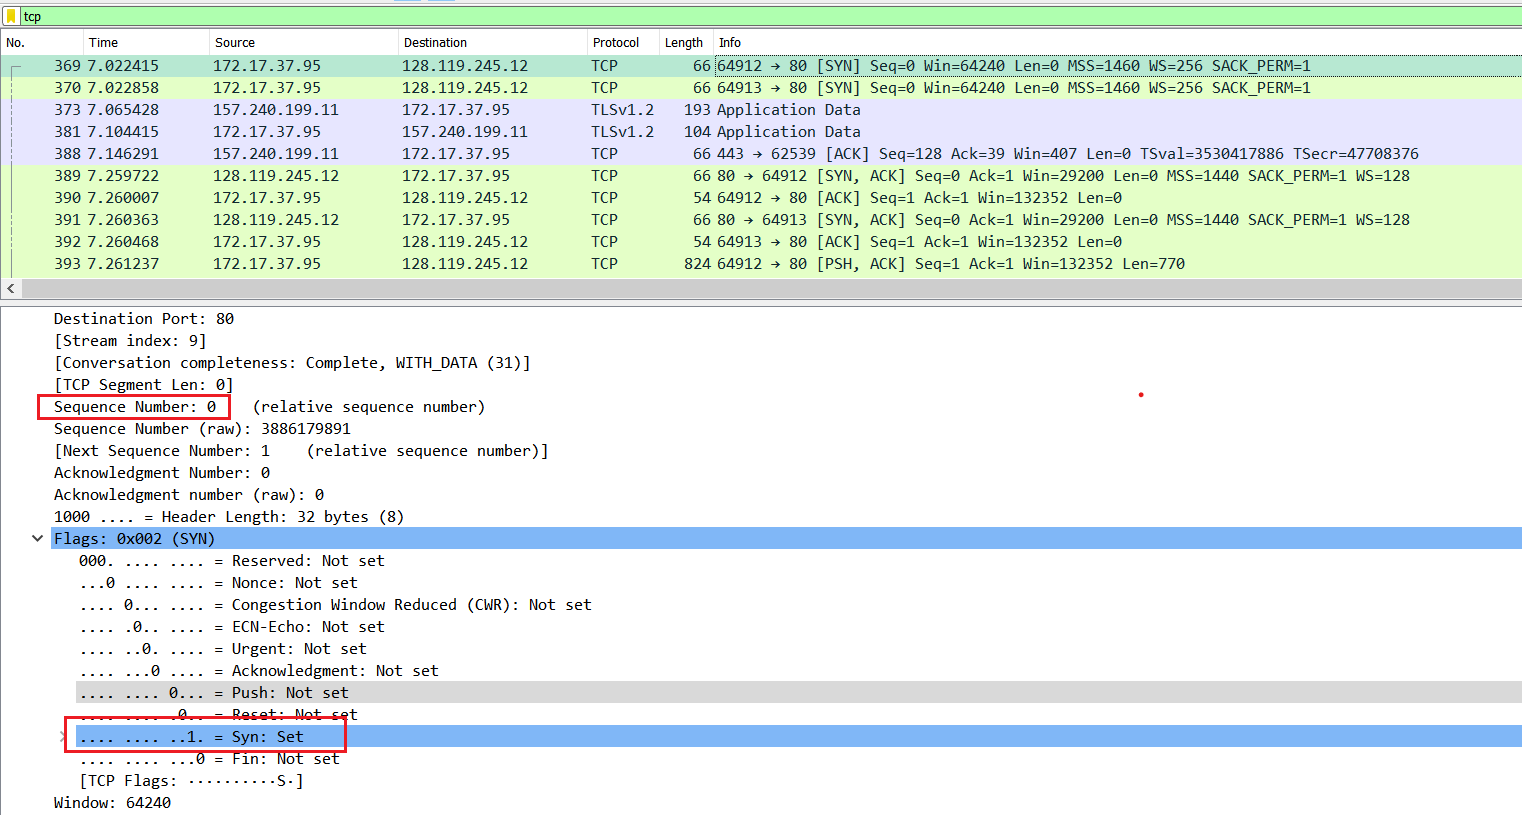 tcp
No. Time Source Destination Protocol Length Info
369 7.022415 172.17.37.95 128.119.245.12 TCP 66 64912 → 80 [SYN] Seq=0 Win=64240 Len=0 MSS=1460 WS=256 SACK_PERM=1
370 7.022858 172.17.37.95 128.119.245.12 TCP 66 64913 → 80 [SYN] Seq=0 Win=64240 Len=0 MSS=1460 WS=256 SACK_PERM=1
373 7.065428 157.240.199.11 172.17.37.95 TLSv1.2 193 Application Data
381 7.104415 172.17.37.95 157.240.199.11 TLSv1.2 104 Application Data
388 7.146291 157.240.199.11 172.17.37.95 TCP 66 443 → 62539 [ACK] Seq=128 Ack=39 Win=407 Len=0 TSval=3530417886 TSecr=47708376
389 7.259722 128.119.245.12 172.17.37.95 TCP 66 80 → 64912 [SYN, ACK] Seq=0 Ack=1 Win=29200 Len=0 MSS=1440 SACK_PERM=1 WS=128
390 7.260007 172.17.37.95 128.119.245.12 TCP 54 64912 → 80 [ACK] Seq=1 Ack=1 Win=132352 Len=0
391 7.260363 128.119.245.12 172.17.37.95 TCP 66 80 → 64913 [SYN, ACK] Seq=0 Ack=1 Win=29200 Len=0 MSS=1440 SACK_PERM=1 WS=128
392 7.260468 172.17.37.95 128.119.245.12 TCP 54 64913 → 80 [ACK] Seq=1 Ack=1 Win=132352 Len=0
393 7.261237 172.17.37.95 128.119.245.12 TCP 824 64912 → 80 [PSH, ACK] Seq=1 Ack=1 Win=132352 Len=770
Destination Port: 80
[Stream index: 9]
[Conversation completeness: Complete, WITH_DATA (31)]
[TCP Segment Len: 0]
Sequence Number: 0 (relative sequence number)
Sequence Number (raw): 3886179891
[Next Sequence Number: 1 (relative sequence number)]
Acknowledgment Number: 0
Acknowledgment number (raw): 0
1000 .... = Header Length: 32 bytes (8)
Flags: 0x002 (SYN)
000. .... .... = Reserved: Not set
...0 .... .... = Nonce: Not set
.... 0... .... = Congestion Window Reduced (CWR): Not set
.... .0.. .... = ECN-Echo: Not set
.... ..0. .... = Urgent: Not set
.... ...0 .... = Acknowledgment: Not set
.... .... 0... = Push: Not set
.... .... .0.. = Reset: Not set
.... .... ..1. = Syn: Set
.... .... ...0 = Fin: Not set
[TCP Flags: ··········S·]
Window: 64240